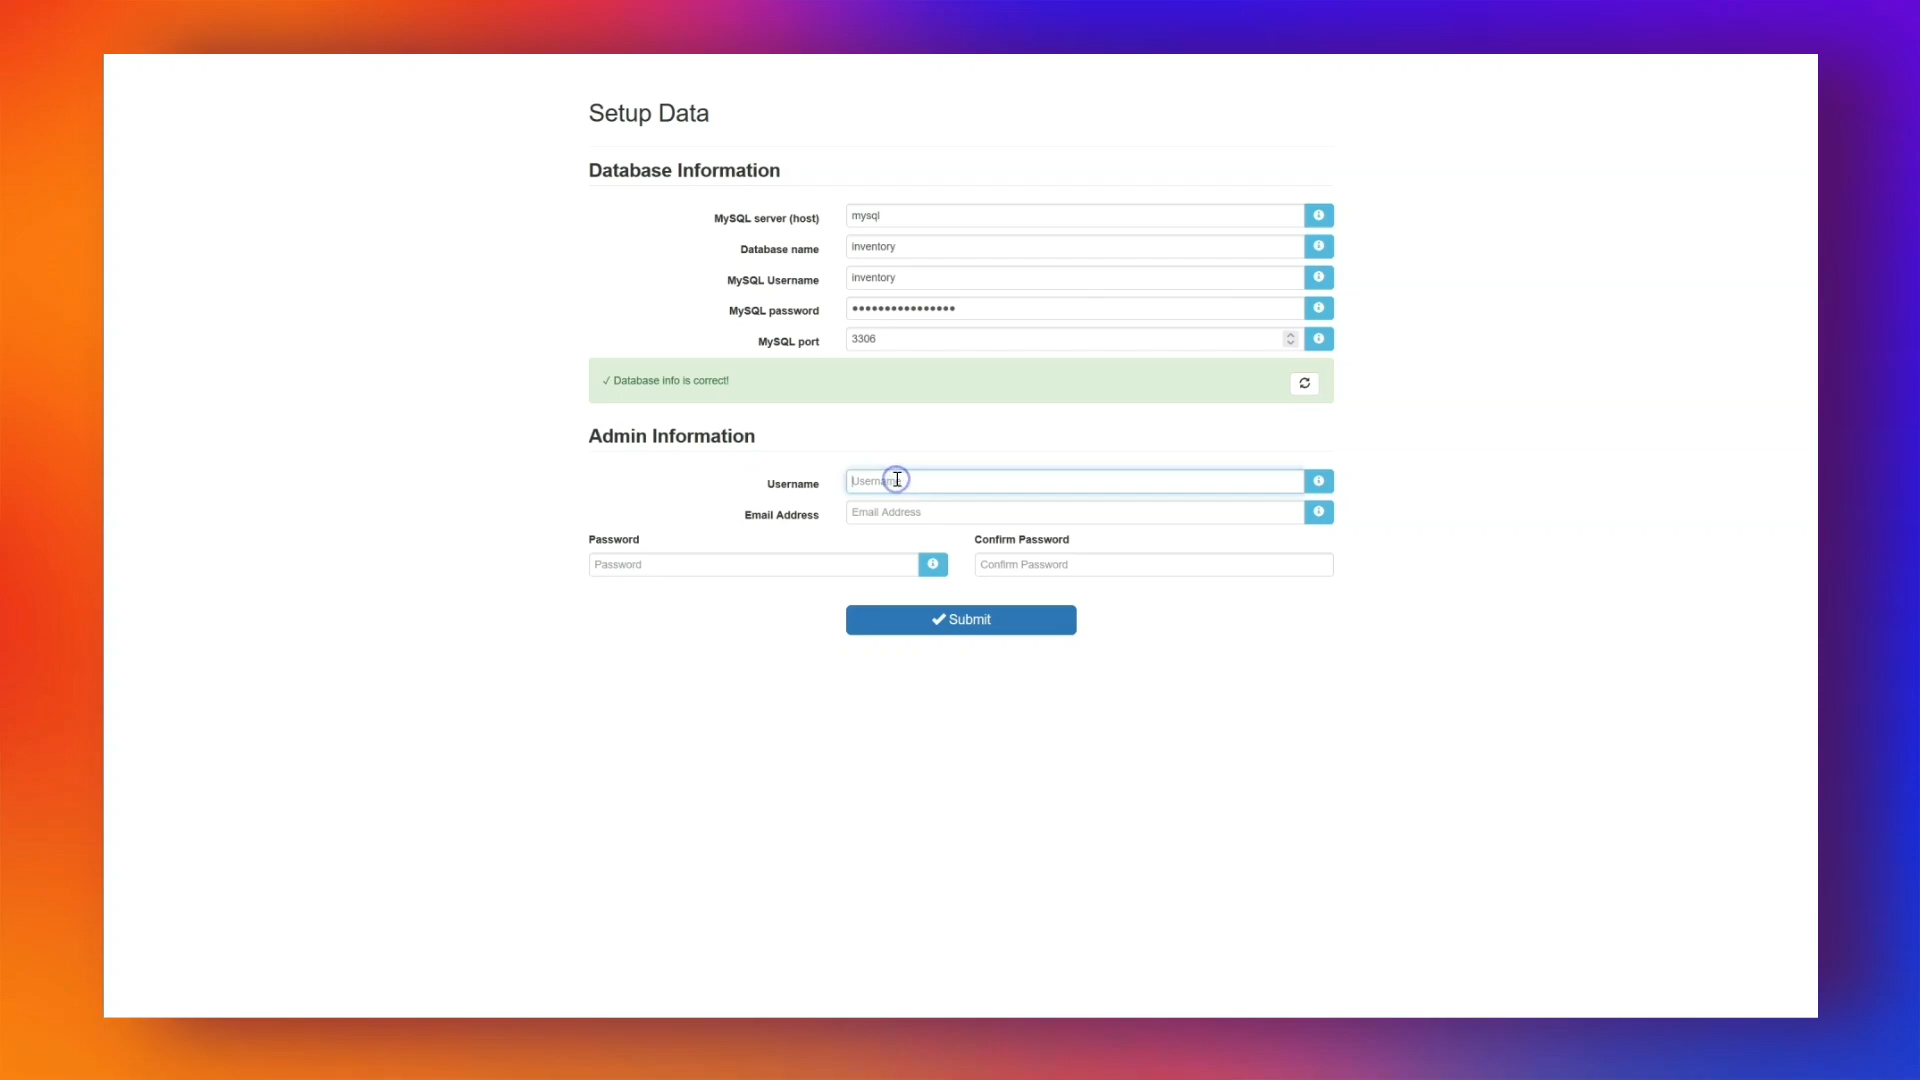 Setup Data
Database Information
MySQL server (host)
mysql
Database name
inventory
MySQL Username
inventory
MySQL password
••••••••••••••••
MySQL port
3306
✓ Database info is correct!
Admin Information
Username
Username
Email Address
Email Address
Password
Confirm Password
Password
Confirm Password
✔ Submit